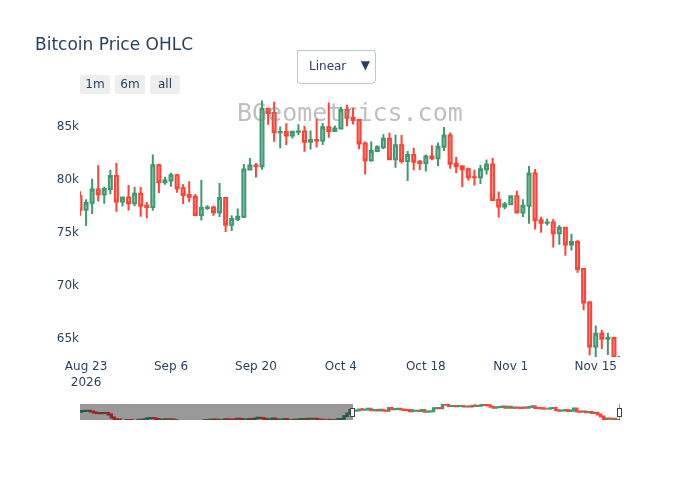 Bitcoin Price OHLC
Linear ▼
1m 6m all
BGeometrics.com
85k
80k
75k
70k
65k
Aug 23 Sep 6 Sep 20 Oct 4 Oct 18 Nov 1 Nov 15
2026